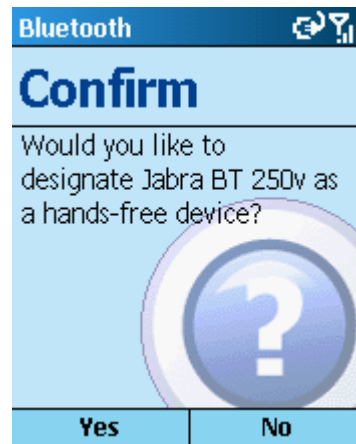 Bluetooth
Confirm
Would you like to
designate Jabra BT 250v as
a hands-free device?
?
Yes No